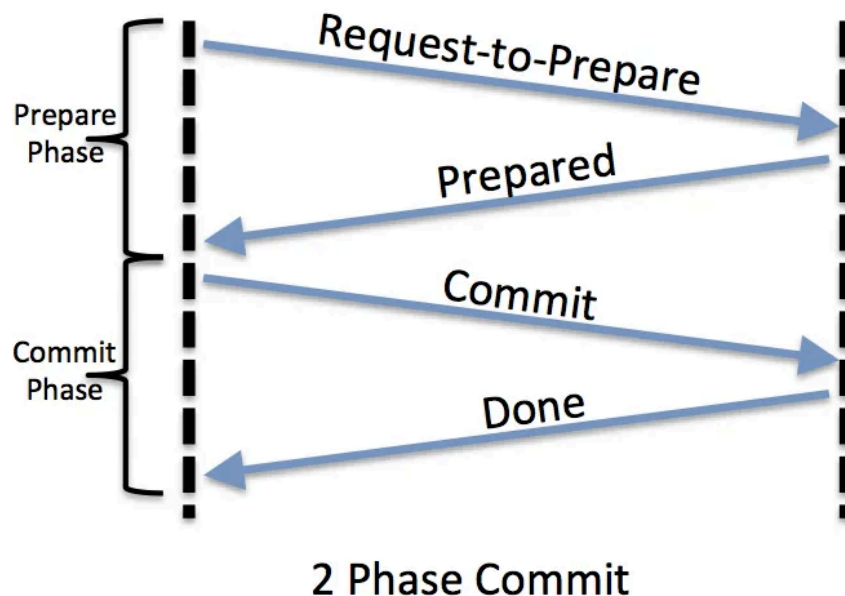 Request-to-Prepare
Prepare
Phase
Prepared
Commit
Commit
Phase
Done
2 Phase Commit